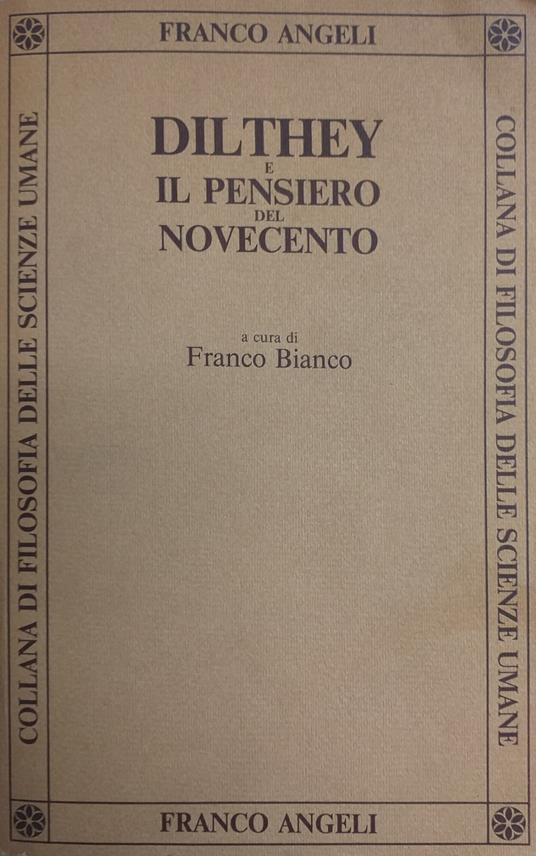 FRANCO ANGELI
DILTHEY
E
IL PENSIERO
DEL
NOVECENTO
a cura di
Franco Bianco
COLLANA DI FILOSOFIA DELLE SCIENZE UMANE
COLLANA DI FILOSOFIA DELLE SCIENZE UMANE
FRANCO ANGELI